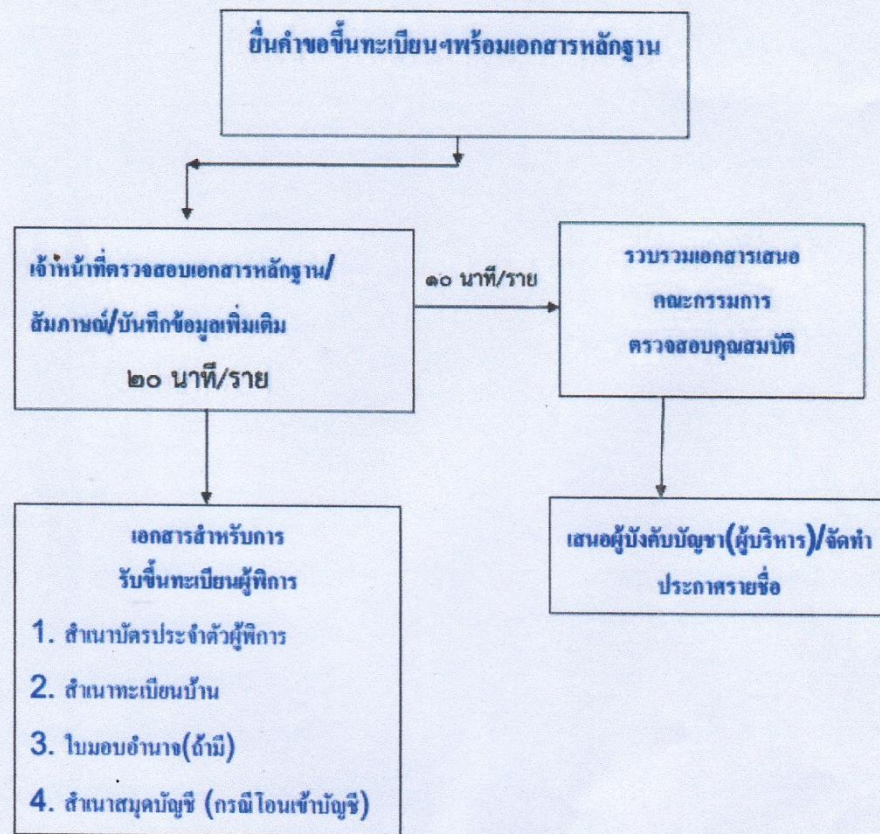 ยื่นคำขอขึ้นทะเบียนฯพร้อมเอกสารหลักฐาน
เจ้าหน้าที่ตรวจสอบเอกสารหลักฐาน/
สัมภาษณ์/บันทึกข้อมูลเพิ่มเติม
๒๐ นาที/ราย
๑๐ นาที/ราย
รวบรวมเอกสารเสนอ
คณะกรรมการ
ตรวจสอบคุณสมบัติ
เอกสารสำหรับการ
รับขึ้นทะเบียนผู้พิการ
1. สำเนาบัตรประจำตัวผู้พิการ
2. สำเนาทะเบียนบ้าน
3. ใบมอบอำนาจ(ถ้ามี)
4. สำเนาสมุดบัญชี (กรณีโอนเข้าบัญชี)
เสนอผู้บังคับบัญชา(ผู้บริหาร)/จัดทำ
ประกาศรายชื่อ